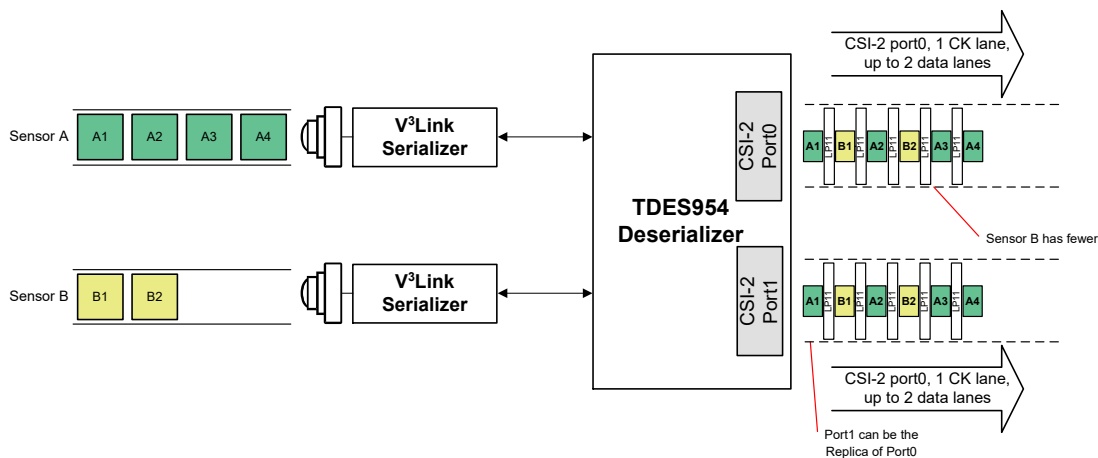 CSI-2 port0, 1 CK lane,
up to 2 data lanes
Sensor A
A1 A2 A3 A4
V³Link
Serializer
CSI-2
Port0
A1 LP11 B1 LP11 A2 LP11 B2 LP11 A3 LP11 A4
TDES954
Deserializer
Sensor B has fewer
Sensor B
B1 B2
V³Link
Serializer
CSI-2
Port1
A1 LP11 B1 LP11 A2 LP11 B2 LP11 A3 LP11 A4
CSI-2 port0, 1 CK lane,
up to 2 data lanes
Port1 can be the
Replica of Port0